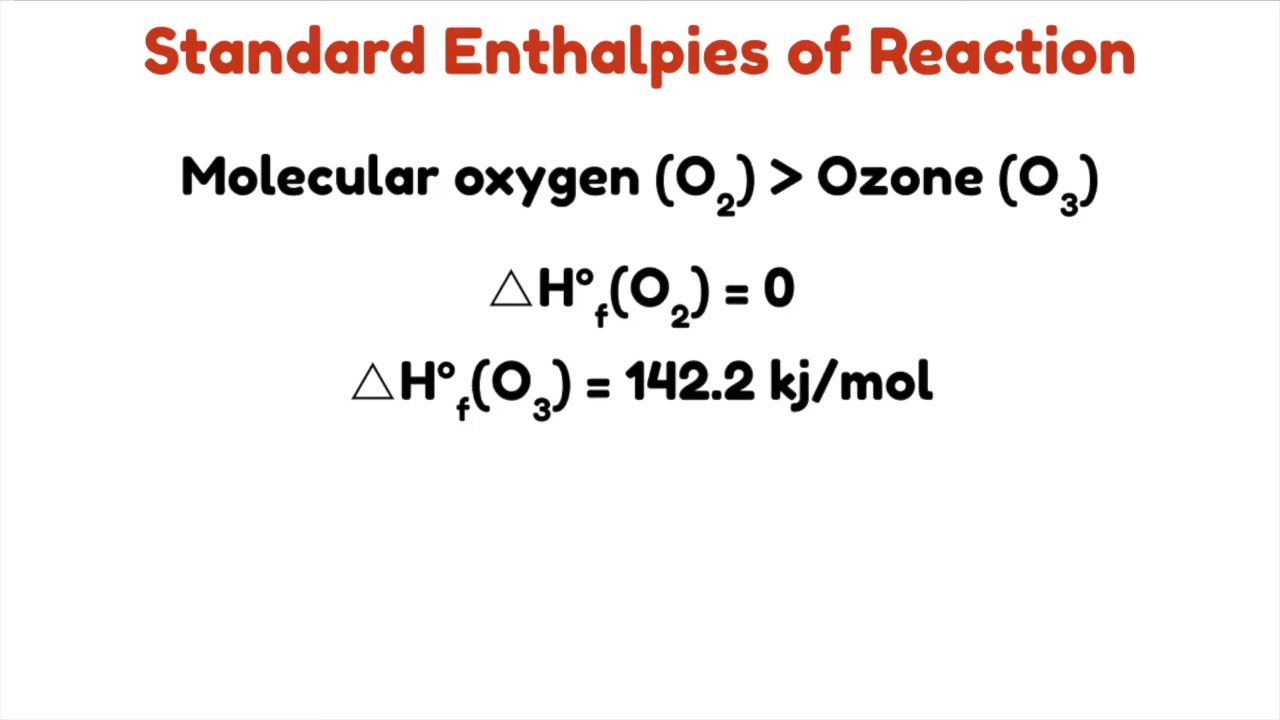 Standard Enthalpies of Reaction
Molecular oxygen (O₂) > Ozone (O₃)
△H°f(O₂) = 0
△H°f(O₃) = 142.2 kj/mol